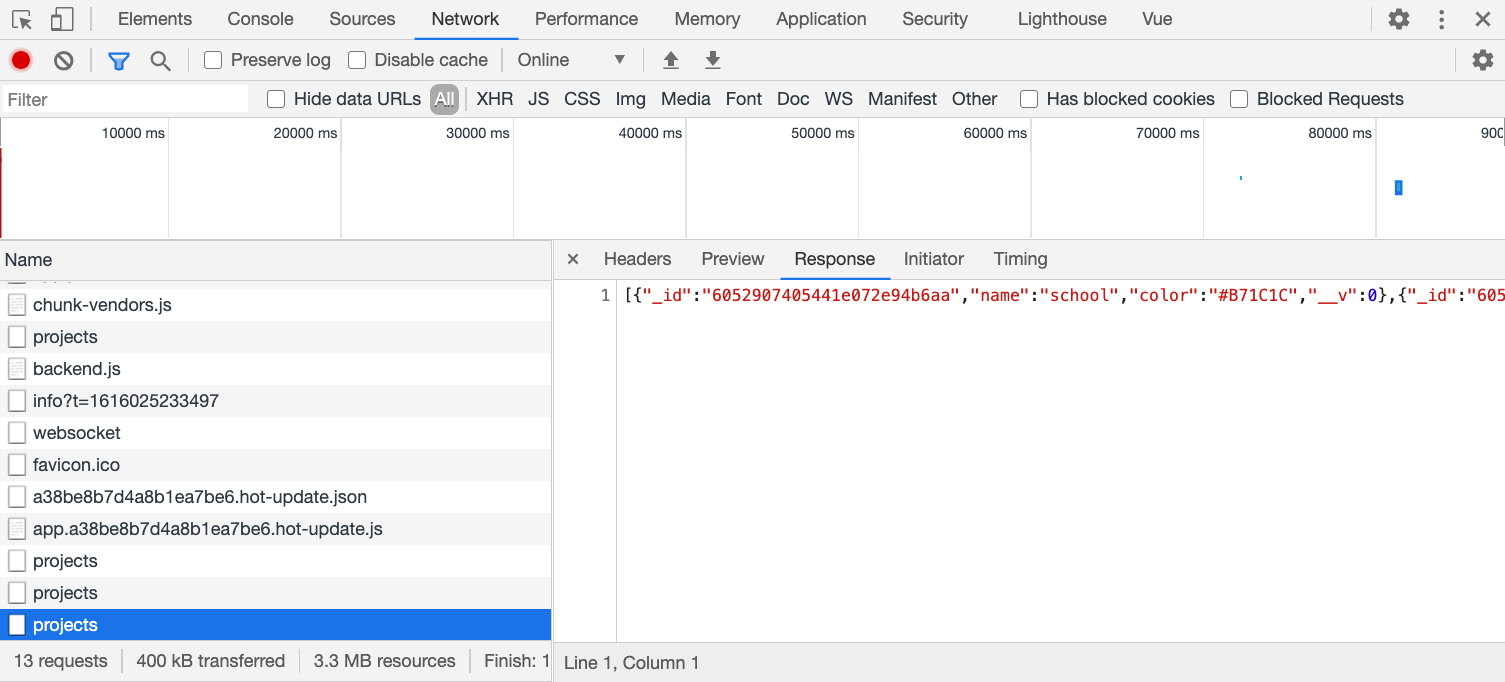 Elements Console Sources Network Performance Memory Application Security Lighthouse Vue
Preserve log Disable cache Online
Filter Hide data URLs All XHR JS CSS Img Media Font Doc WS Manifest Other Has blocked cookies Blocked Requests
10000 ms 20000 ms 30000 ms 40000 ms 50000 ms 60000 ms 70000 ms 80000 ms 900
Name
Headers Preview Response Initiator Timing
1 [{"_id":"6052907405441e072e94b6aa","name":"school","color":"#B71C1C","__v":0},{"_id":"605
chunk-vendors.js
projects
backend.js
info?t=1616025233497
websocket
favicon.ico
a38be8b7d4a8b1ea7be6.hot-update.json
app.a38be8b7d4a8b1ea7be6.hot-update.js
projects
projects
projects
13 requests 400 kB transferred 3.3 MB resources Finish: 1
Line 1, Column 1